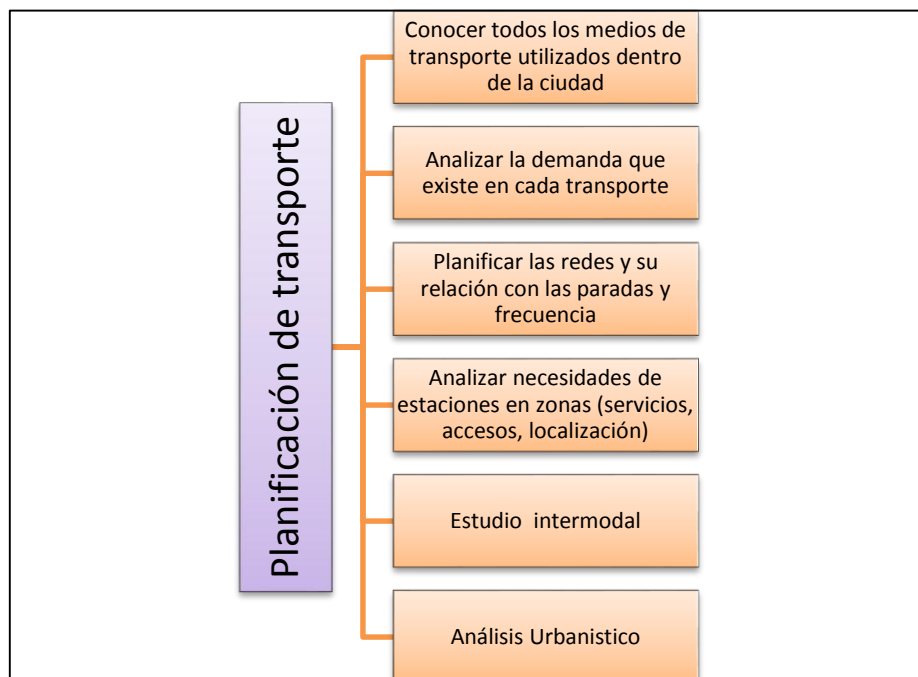 Planificación de transporte
Conocer todos los medios de
transporte utilizados dentro
de la ciudad
Analizar la demanda que
existe en cada transporte
Planificar las redes y su
relación con las paradas y
frecuencia
Analizar necesidades de
estaciones en zonas (servicios,
accesos, localización)
Estudio  intermodal
Análisis Urbanistico